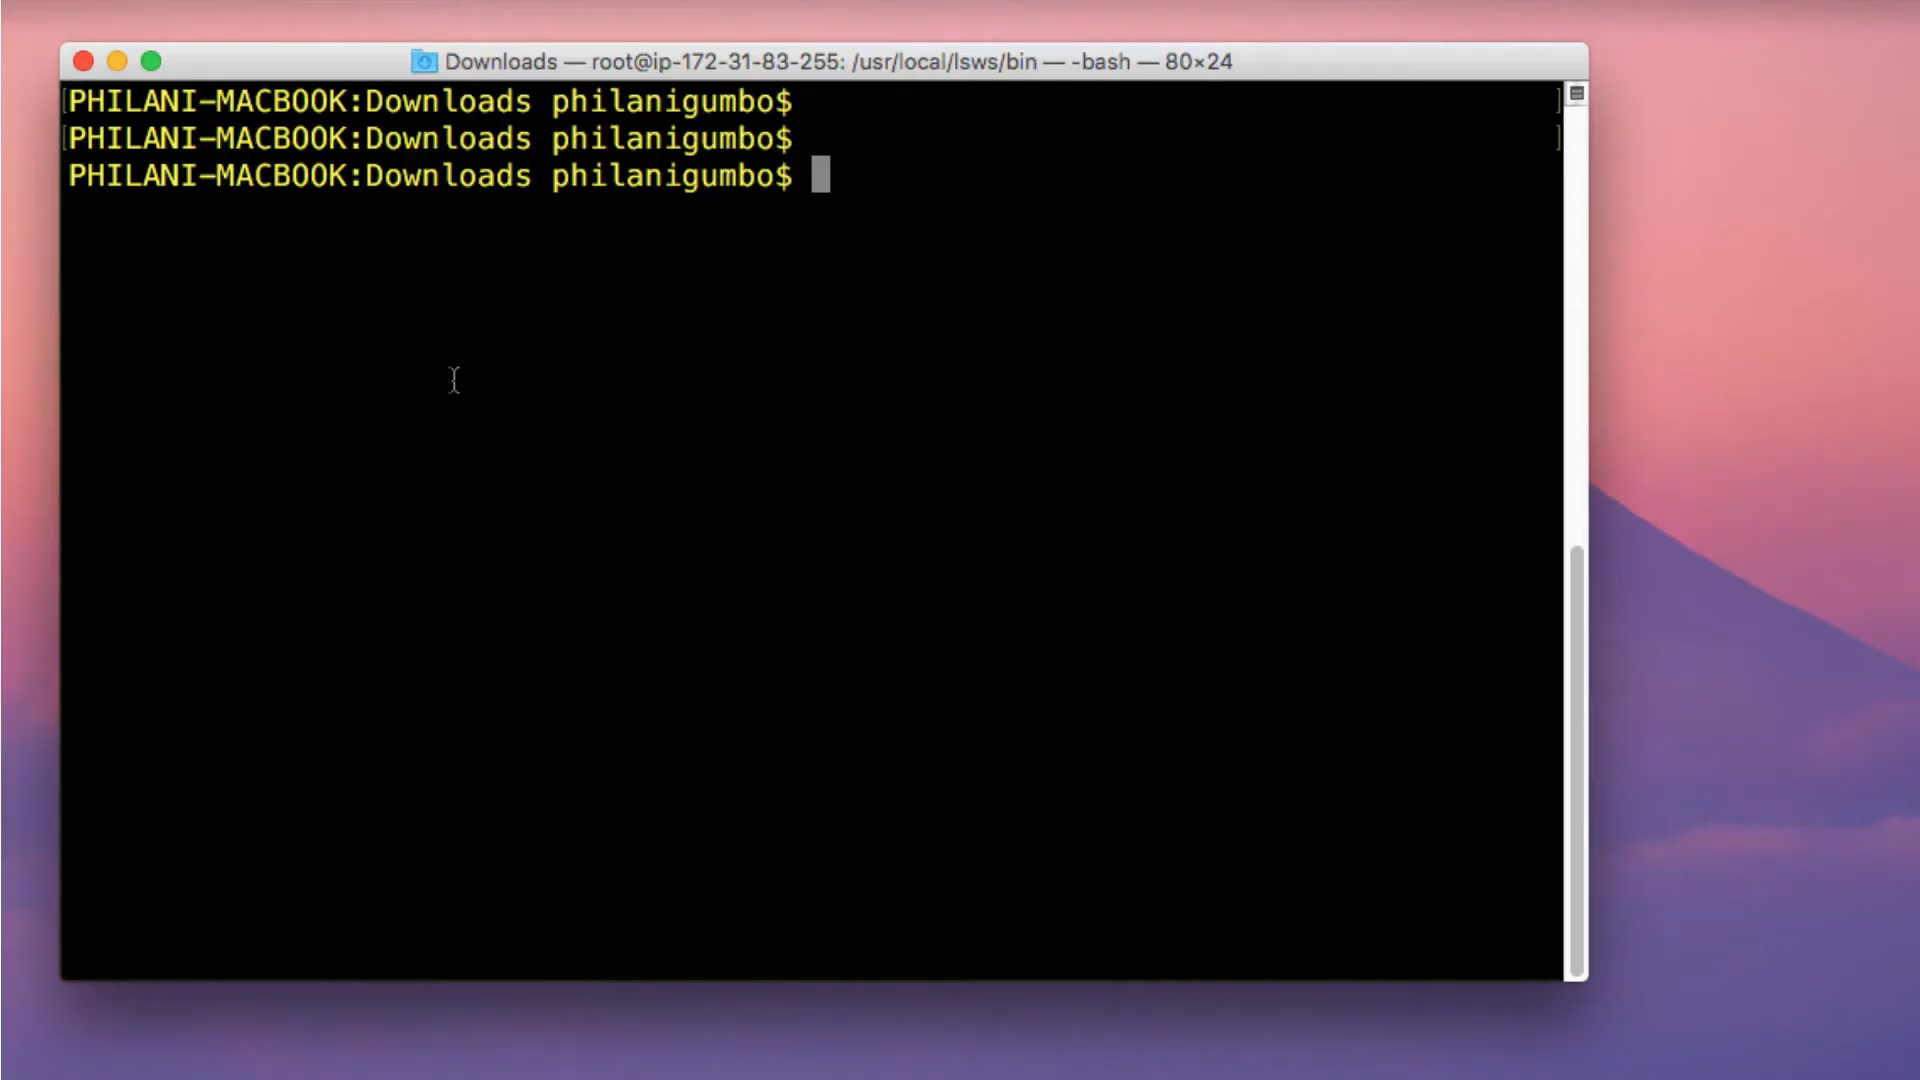 Downloads — root@ip-172-31-83-255: /usr/local/lsws/bin — -bash — 80×24
[PHILANI-MACBOOK:Downloads philanigumbo$ ]
[PHILANI-MACBOOK:Downloads philanigumbo$ ]
PHILANI-MACBOOK:Downloads philanigumbo$